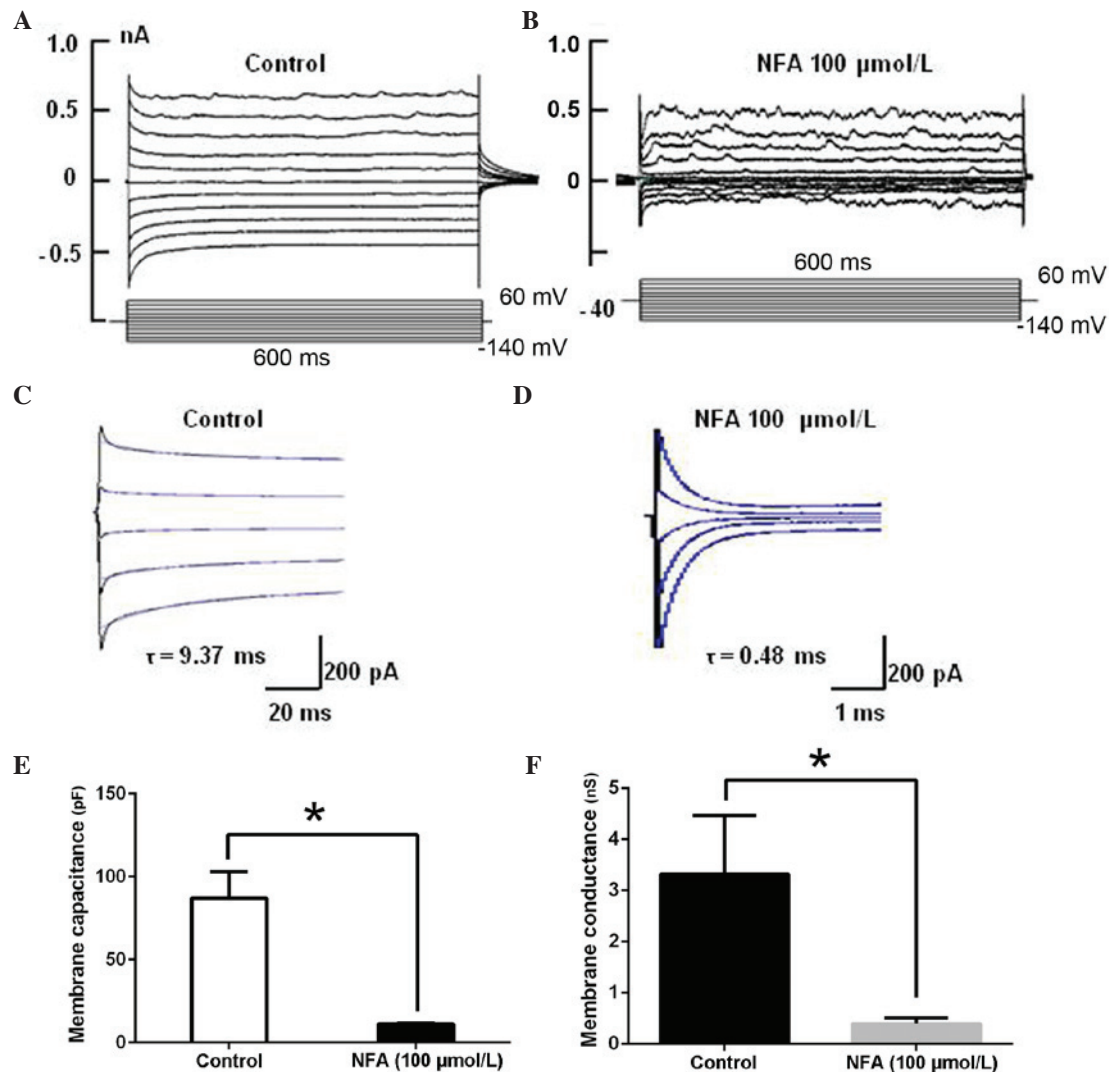 A
nA
1.0
Control
0.5
0
-0.5
60 mV
600 ms
-140 mV
B
1.0
NFA 100 µmol/L
0.5
0
600 ms
60 mV
-40
-140 mV
C
Control
τ = 9.37 ms
200 pA
20 ms
D
NFA 100 µmol/L
τ = 0.48 ms
200 pA
1 ms
E
Membrane capacitance (pF)
150
100
50
0
*
Control
NFA (100 µmol/L)
F
Membrane conductance (nS)
5
4
3
2
1
0
*
Control
NFA (100 µmol/L)